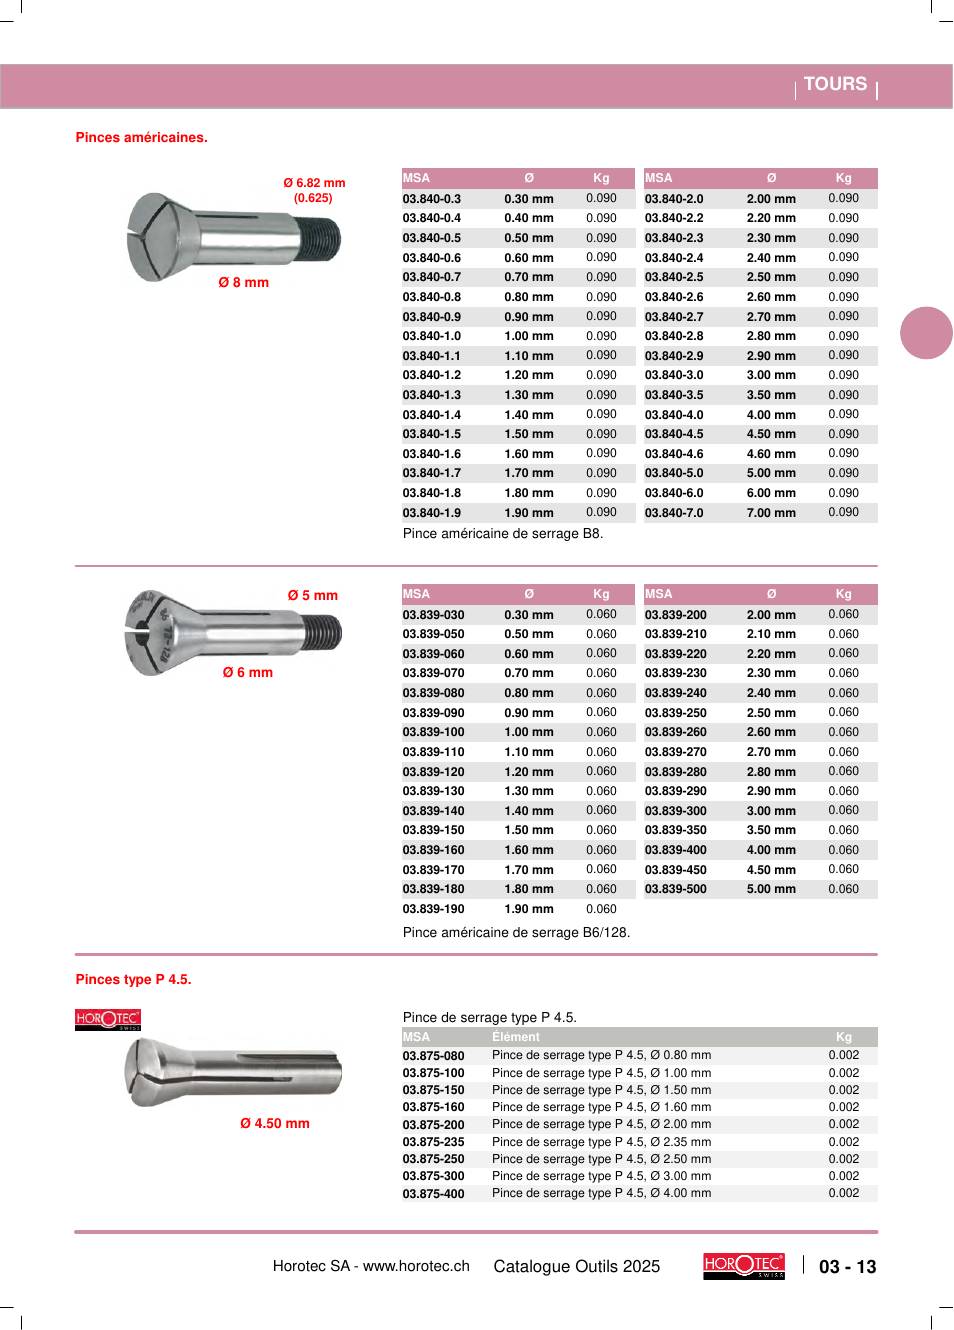 TOURS
Pinces américaines.
Ø 6.82 mm
(0.625)
Ø 8 mm
MSA Ø Kg MSA Ø Kg
03.840-0.3 0.30 mm 0.090 03.840-2.0 2.00 mm 0.090
03.840-0.4 0.40 mm 0.090 03.840-2.2 2.20 mm 0.090
03.840-0.5 0.50 mm 0.090 03.840-2.3 2.30 mm 0.090
03.840-0.6 0.60 mm 0.090 03.840-2.4 2.40 mm 0.090
03.840-0.7 0.70 mm 0.090 03.840-2.5 2.50 mm 0.090
03.840-0.8 0.80 mm 0.090 03.840-2.6 2.60 mm 0.090
03.840-0.9 0.90 mm 0.090 03.840-2.7 2.70 mm 0.090
03.840-1.0 1.00 mm 0.090 03.840-2.8 2.80 mm 0.090
03.840-1.1 1.10 mm 0.090 03.840-2.9 2.90 mm 0.090
03.840-1.2 1.20 mm 0.090 03.840-3.0 3.00 mm 0.090
03.840-1.3 1.30 mm 0.090 03.840-3.5 3.50 mm 0.090
03.840-1.4 1.40 mm 0.090 03.840-4.0 4.00 mm 0.090
03.840-1.5 1.50 mm 0.090 03.840-4.5 4.50 mm 0.090
03.840-1.6 1.60 mm 0.090 03.840-4.6 4.60 mm 0.090
03.840-1.7 1.70 mm 0.090 03.840-5.0 5.00 mm 0.090
03.840-1.8 1.80 mm 0.090 03.840-6.0 6.00 mm 0.090
03.840-1.9 1.90 mm 0.090 03.840-7.0 7.00 mm 0.090
Pince américaine de serrage B8.
Ø 5 mm
Ø 6 mm
MSA Ø Kg MSA Ø Kg
03.839-030 0.30 mm 0.060 03.839-200 2.00 mm 0.060
03.839-050 0.50 mm 0.060 03.839-210 2.10 mm 0.060
03.839-060 0.60 mm 0.060 03.839-220 2.20 mm 0.060
03.839-070 0.70 mm 0.060 03.839-230 2.30 mm 0.060
03.839-080 0.80 mm 0.060 03.839-240 2.40 mm 0.060
03.839-090 0.90 mm 0.060 03.839-250 2.50 mm 0.060
03.839-100 1.00 mm 0.060 03.839-260 2.60 mm 0.060
03.839-110 1.10 mm 0.060 03.839-270 2.70 mm 0.060
03.839-120 1.20 mm 0.060 03.839-280 2.80 mm 0.060
03.839-130 1.30 mm 0.060 03.839-290 2.90 mm 0.060
03.839-140 1.40 mm 0.060 03.839-300 3.00 mm 0.060
03.839-150 1.50 mm 0.060 03.839-350 3.50 mm 0.060
03.839-160 1.60 mm 0.060 03.839-400 4.00 mm 0.060
03.839-170 1.70 mm 0.060 03.839-450 4.50 mm 0.060
03.839-180 1.80 mm 0.060 03.839-500 5.00 mm 0.060
03.839-190 1.90 mm 0.060
Pince américaine de serrage B6/128.
Pinces type P 4.5.
HOROTEC
SWISS
Ø 4.50 mm
Pince de serrage type P 4.5.
MSA Élément Kg
03.875-080 Pince de serrage type P 4.5, Ø 0.80 mm 0.002
03.875-100 Pince de serrage type P 4.5, Ø 1.00 mm 0.002
03.875-150 Pince de serrage type P 4.5, Ø 1.50 mm 0.002
03.875-160 Pince de serrage type P 4.5, Ø 1.60 mm 0.002
03.875-200 Pince de serrage type P 4.5, Ø 2.00 mm 0.002
03.875-235 Pince de serrage type P 4.5, Ø 2.35 mm 0.002
03.875-250 Pince de serrage type P 4.5, Ø 2.50 mm 0.002
03.875-300 Pince de serrage type P 4.5, Ø 3.00 mm 0.002
03.875-400 Pince de serrage type P 4.5, Ø 4.00 mm 0.002
Horotec SA - www.horotec.ch Catalogue Outils 2025 HOROTEC SWISS 03 - 13